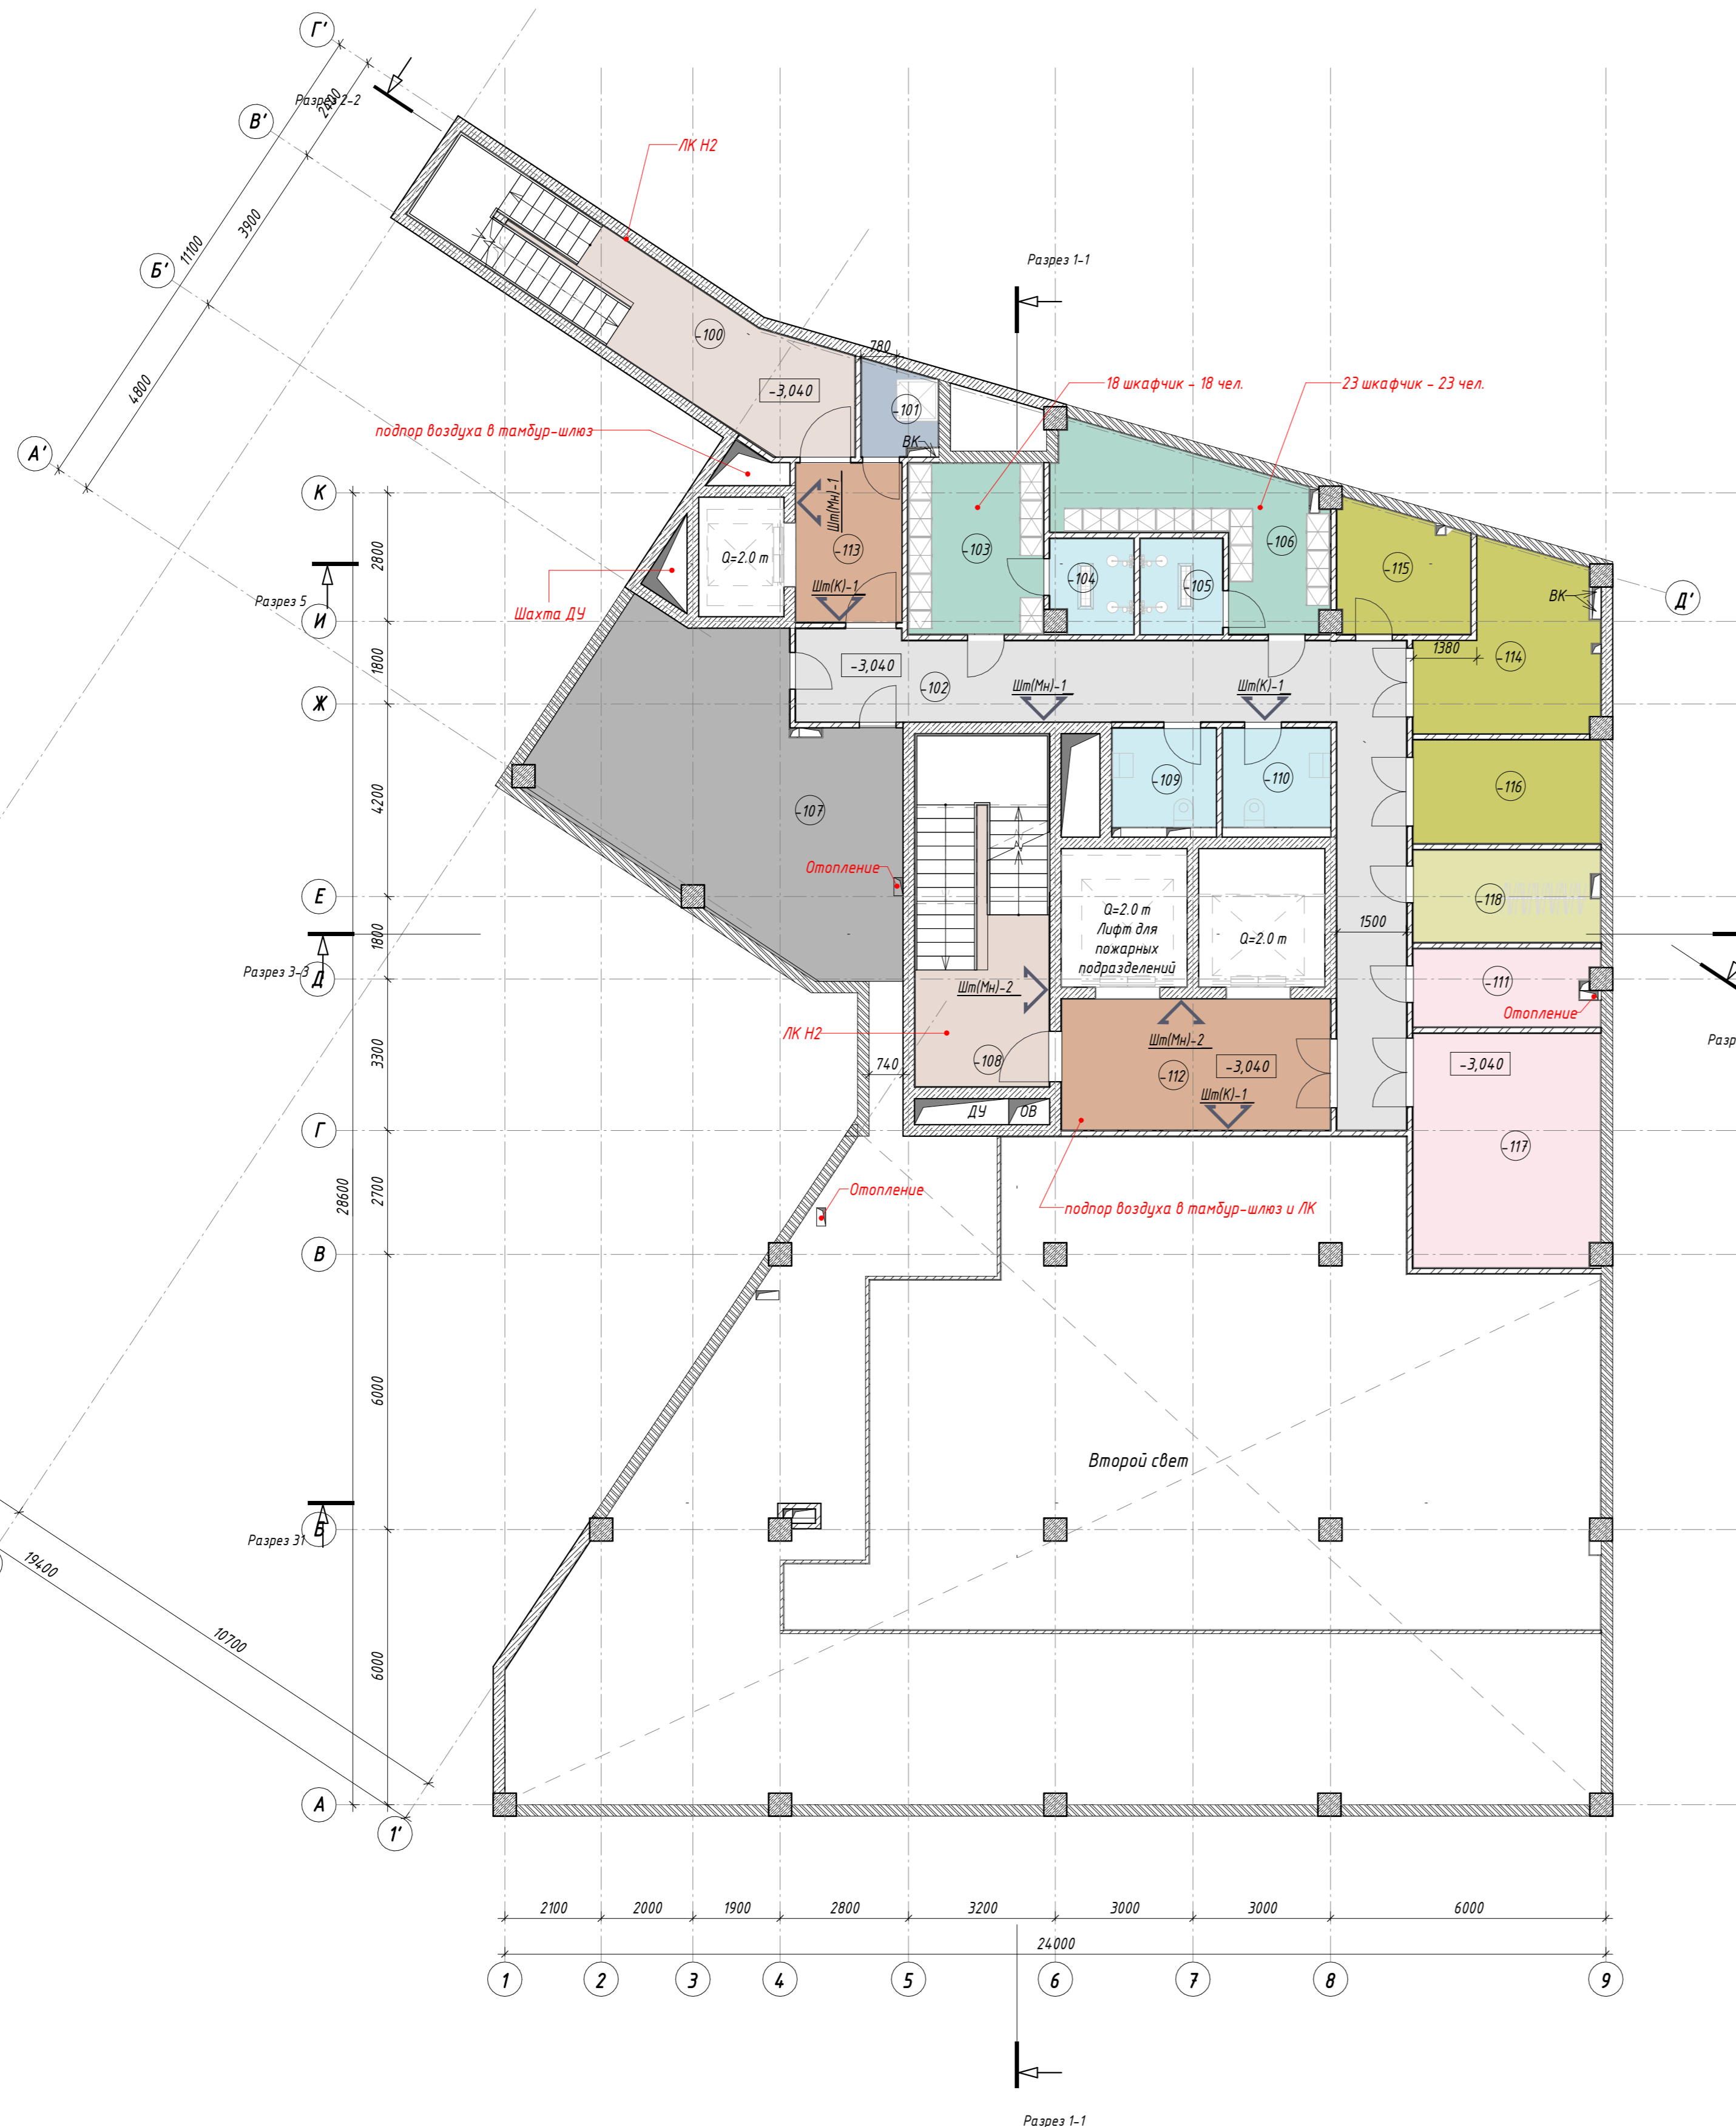 Г'
Разрез 2-2
2400
В'
ЛК Н2
11100
3900
Б'
Разрез 1-1
4800
-100
780
-3,040
18 шкафчик - 18 чел.
23 шкафчик - 23 чел.
-101
подпор воздуха в тамбур-шлюз
ВК
А'
К
Шт(Мн)-1
2800
Q=2.0 т
-113
-103
-106
-104
-105
-115
Шт(К)-1
Разрез 5
Шахта ДУ
ВК
Д'
И
1800
-3,040
1380
-114
-102
Шт(Мн)-1
Шт(К)-1
Ж
4200
-107
-109
-110
-116
Отопление
Е
-118
Q=2.0 т
Лифт для
пожарных
подразделений
Q=2.0 т
1500
1800
Разрез 3-3
Д
Шт(Мн)-2
-111
Отопление
3300
ЛК Н2
-108
740
Шт(Мн)-2
-112
-3,040
-3,040
Разр
Шт(К)-1
ДУ
ОВ
Г
-117
28600
2700
Отопление
подпор воздуха в тамбур-шлюз и ЛК
В
6000
Второй свет
Разрез 31
Б
19400
10700
6000
А
1'
2100
2000
1900
2800
3200
3000
3000
6000
24000
1
2
3
4
5
6
7
8
9
Разрез 1-1